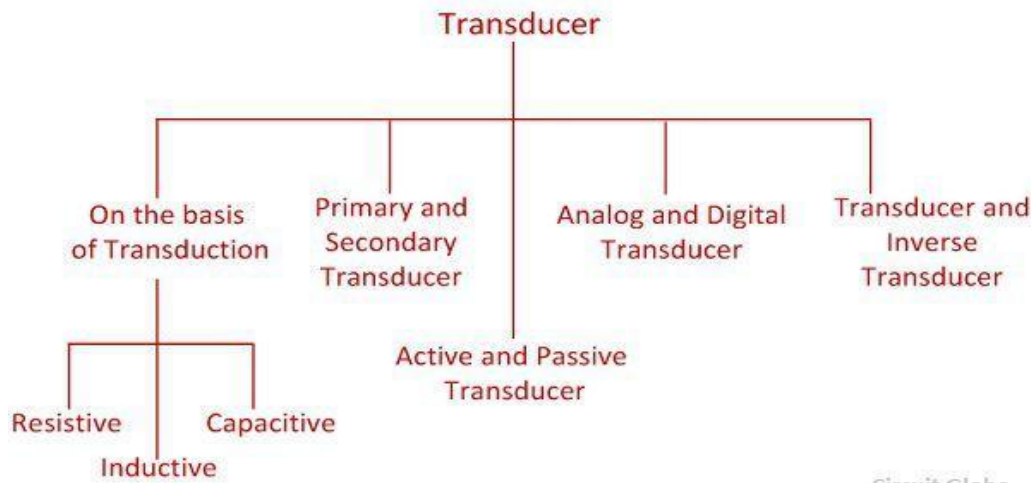 Transducer
On the basis
of Transduction
Primary and
Secondary
Transducer
Analog and Digital
Transducer
Transducer and
Inverse
Transducer
Active and Passive
Transducer
Resistive
Capacitive
Inductive